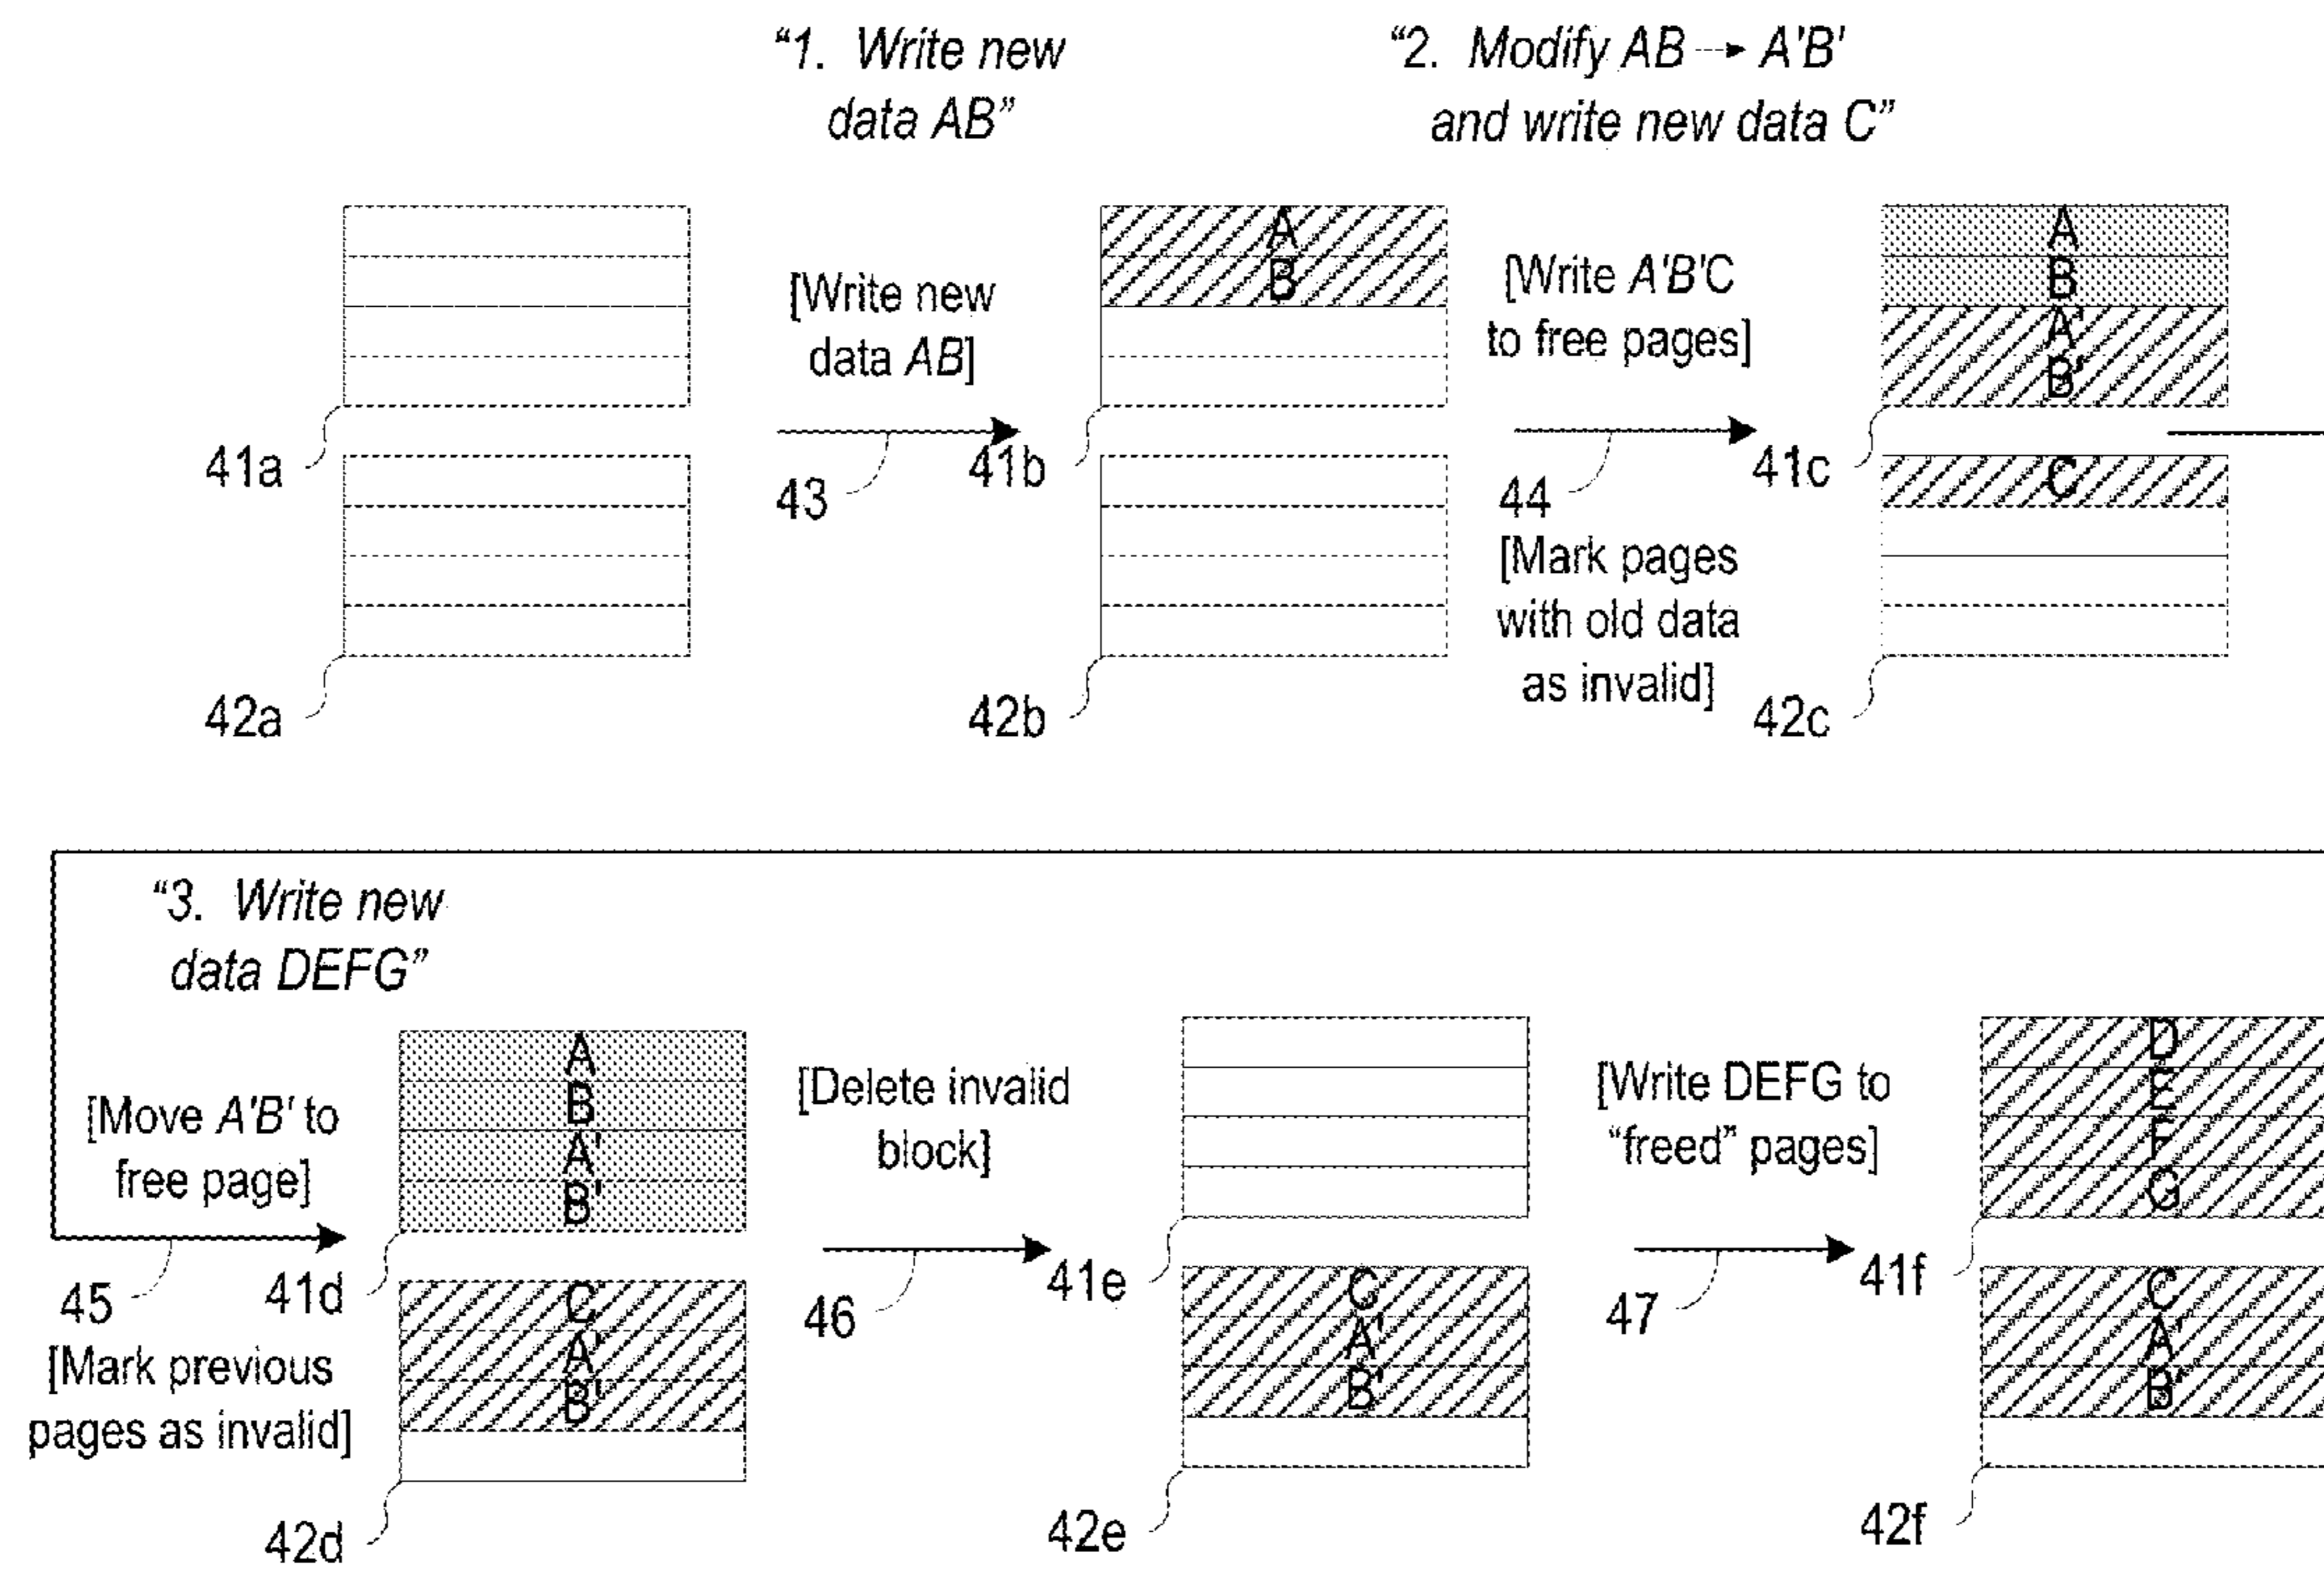 “1. Write new
data AB”
“2. Modify AB --► A'B'
and write new data C”
[Write new
data AB]
43
[Write A'B'C
to free pages]
44
[Mark pages
with old data
as invalid]
41a
42a
A
B
41b
42b
A
B
A'
B'
41c
C
42c
“3. Write new
data DEFG”
[Move A'B' to
free page]
45
[Mark previous
pages as invalid]
A
B
A'
B'
41d
C
A'
B'
42d
[Delete invalid
block]
46
41e
C
A'
B'
42e
[Write DEFG to
“freed” pages]
47
D
E
F
G
41f
C
A'
B'
42f